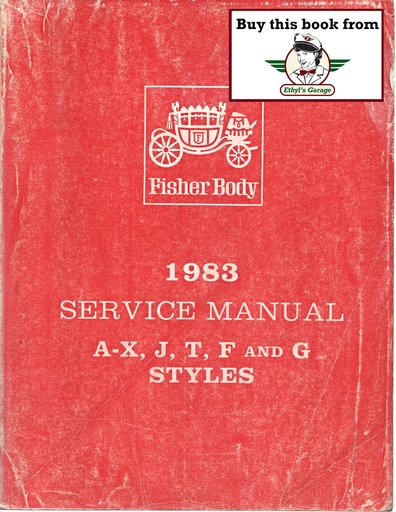 Buy this book from
Ethyl's Garage
Fisher Body
1983
SERVICE MANUAL
A-X, J, T, F AND G
STYLES